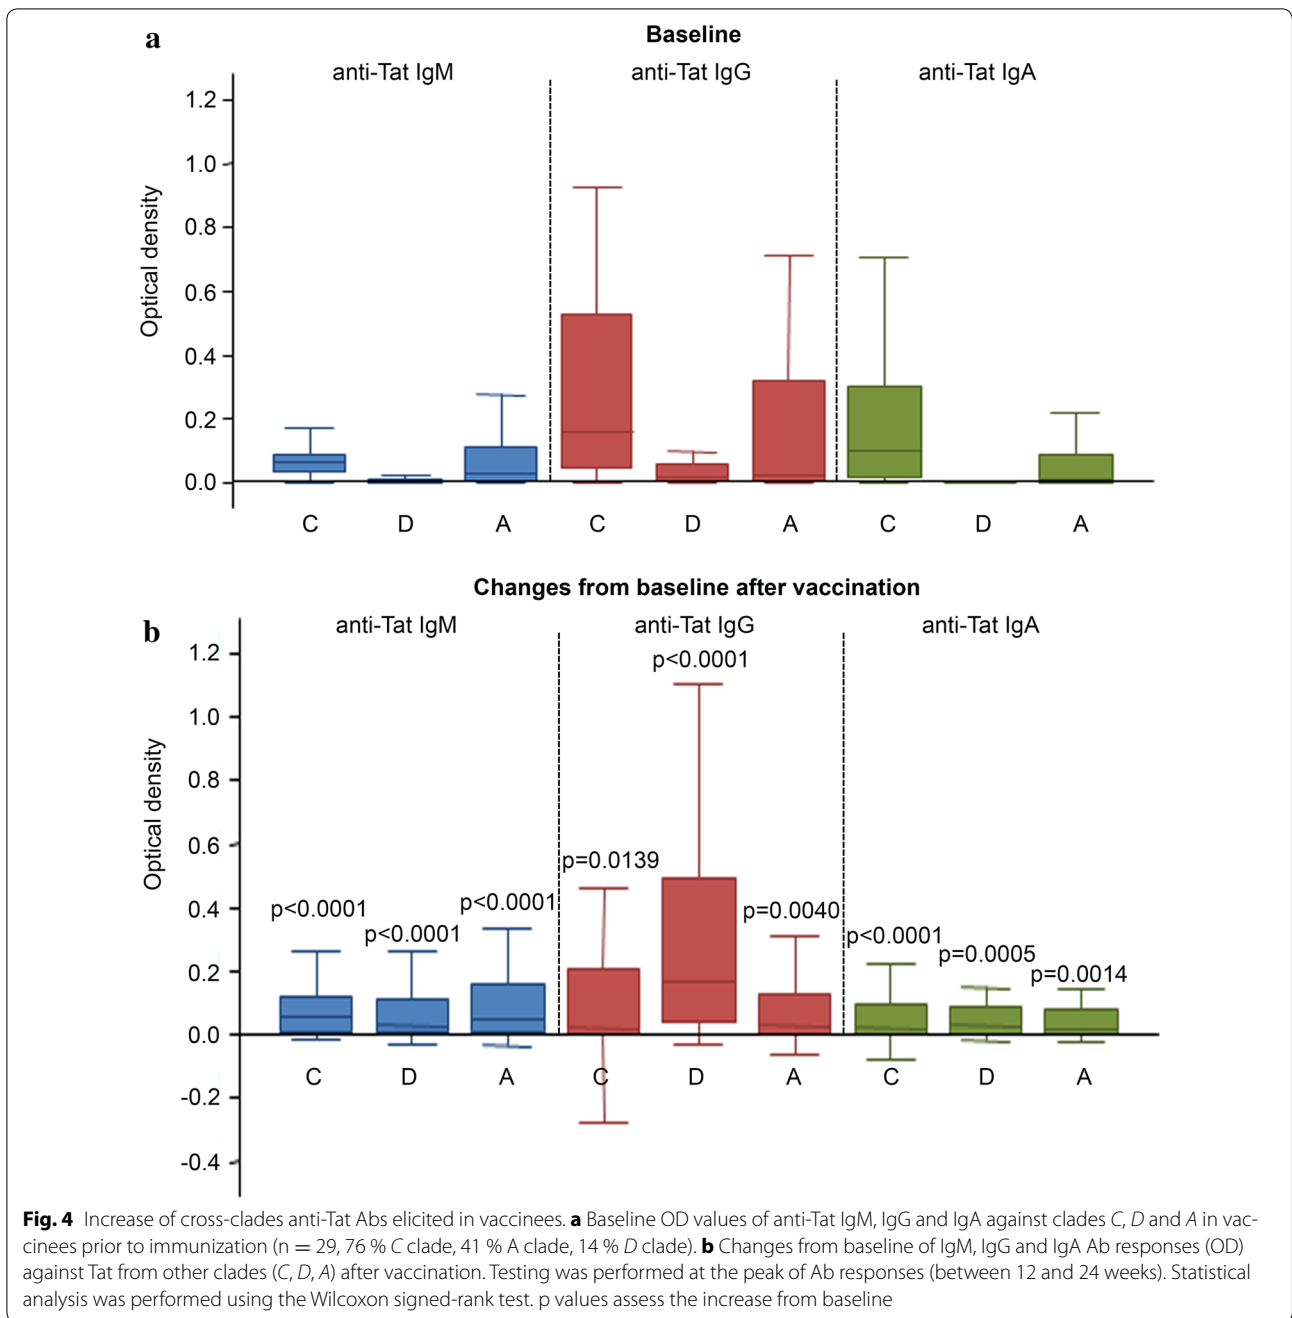 a
Baseline
anti-Tat IgM
anti-Tat IgG
anti-Tat IgA
Optical density
1.2
1.0
0.8
0.6
0.4
0.2
0.0
C D A C D A C D A
Changes from baseline after vaccination
b
anti-Tat IgM
anti-Tat IgG
anti-Tat IgA
Optical density
1.2
1.0
0.8
0.6
0.4
0.2
0.0
-0.2
-0.4
p<0.0001
p<0.0001
p<0.0001
p=0.0139
p<0.0001
p=0.0040
p<0.0001
p=0.0005
p=0.0014
C D A C D A C D A
Fig. 4 Increase of cross-clades anti-Tat Abs elicited in vaccinees. a Baseline OD values of anti-Tat IgM, IgG and IgA against clades C, D and A in vac-
cinees prior to immunization (n = 29, 76 % C clade, 41 % A clade, 14 % D clade). b Changes from baseline of IgM, IgG and IgA Ab responses (OD)
against Tat from other clades (C, D, A) after vaccination. Testing was performed at the peak of Ab responses (between 12 and 24 weeks). Statistical
analysis was performed using the Wilcoxon signed-rank test. p values assess the increase from baseline